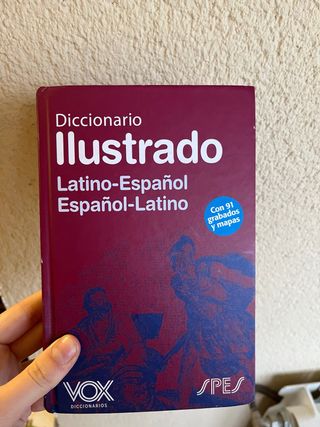 Diccionario
Ilustrado
Latino-Español
Español-Latino
Con 91
grabados
y mapas
VOX
DICCIONARIOS
SPES